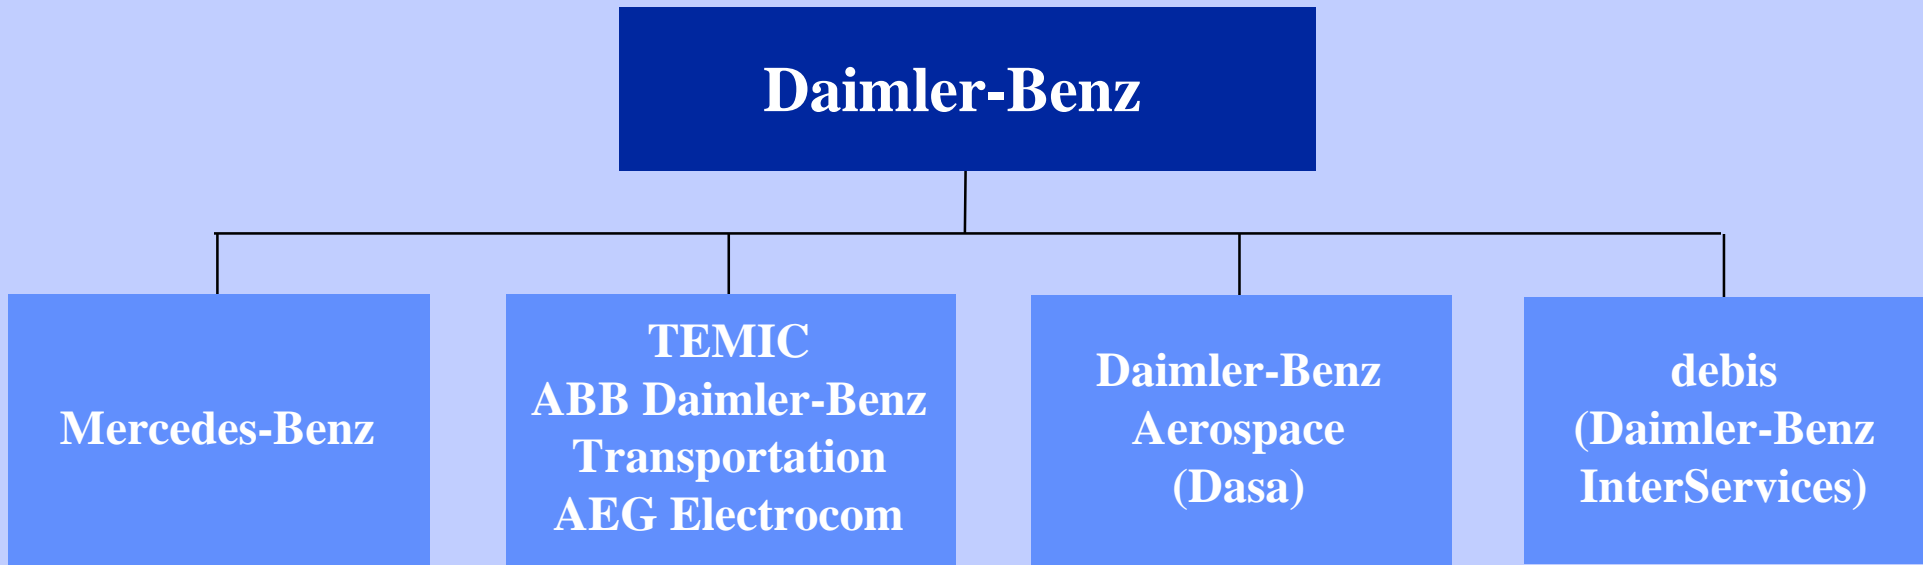 Daimler-Benz
Mercedes-Benz
TEMIC
ABB Daimler-Benz
Transportation
AEG Electrocom
Daimler-Benz
Aerospace
(Dasa)
debis
(Daimler-Benz
InterServices)